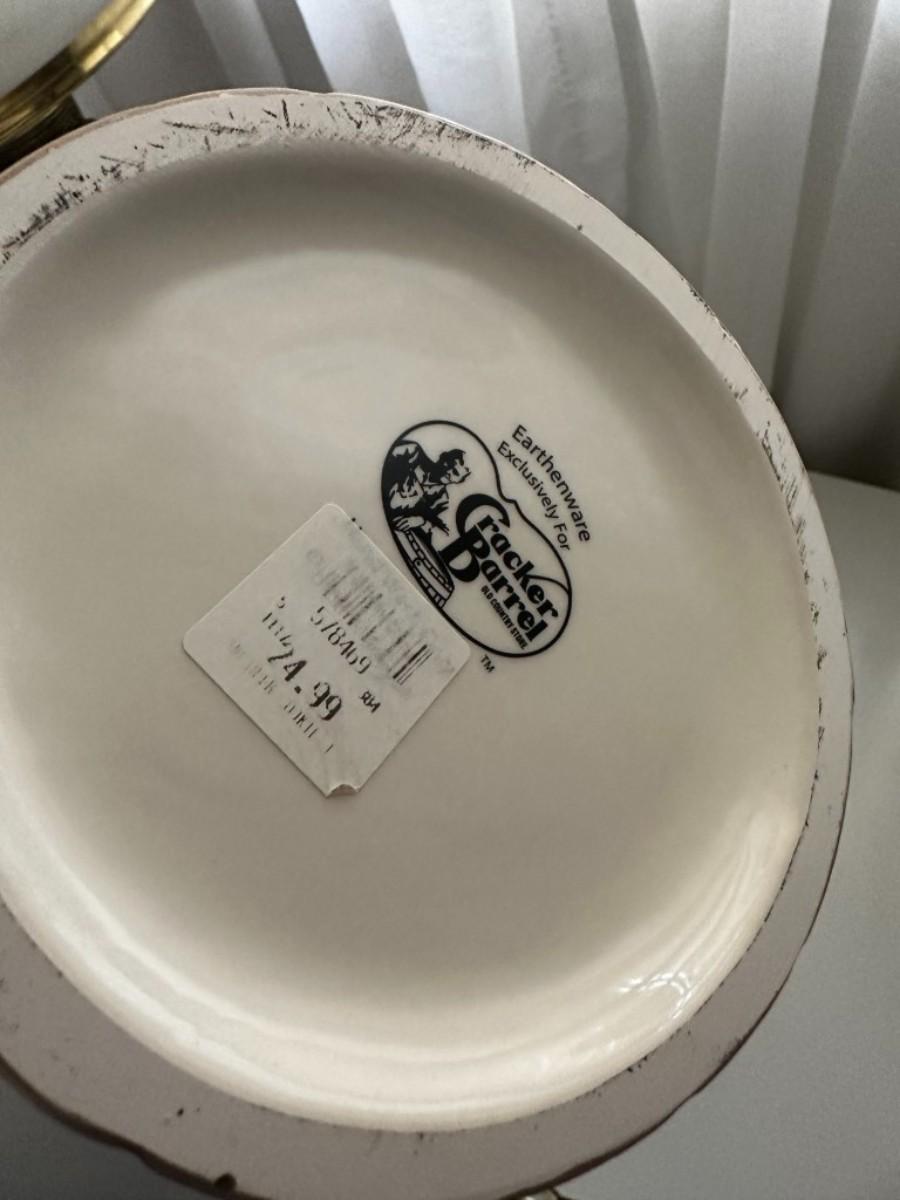 Earthenware
Exclusively For
Cracker
Barrel
OLD COUNTRY STORE
TM
578469
24.99